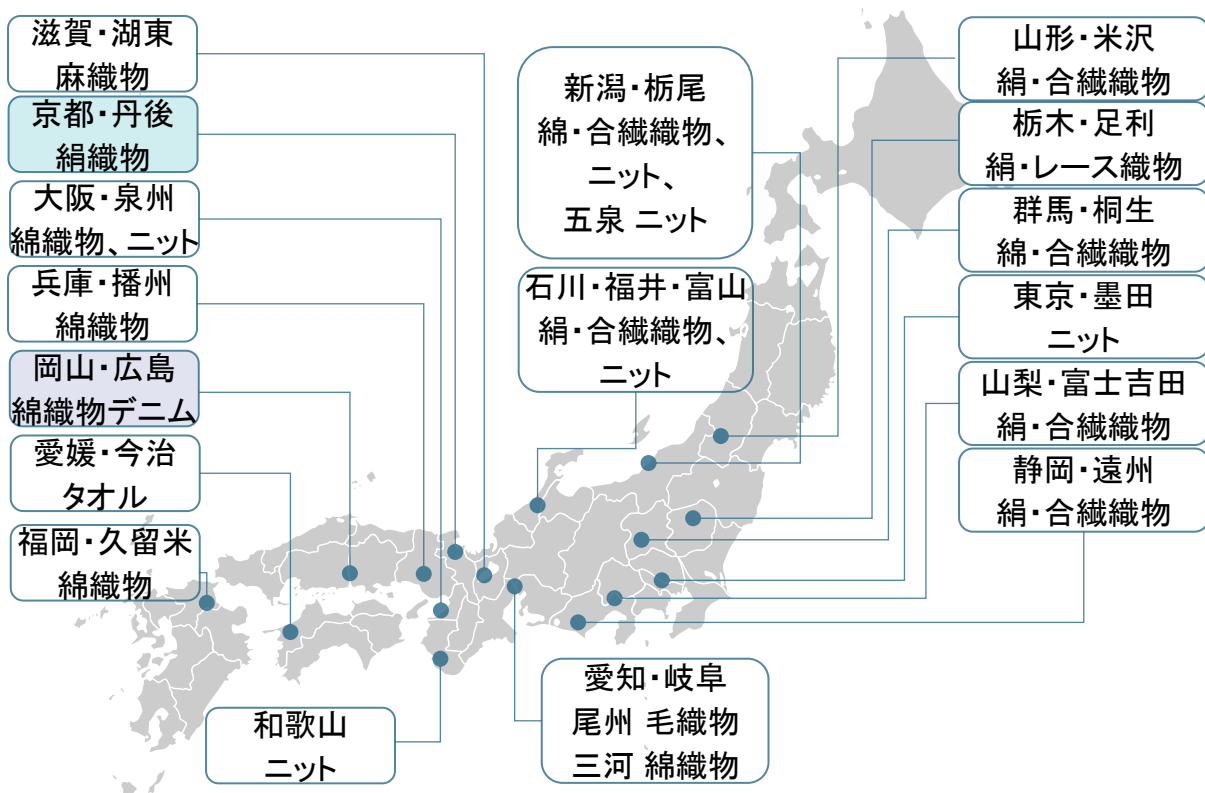 滋賀・湖東
麻織物
京都・丹後
絹織物
大阪・泉州
綿織物、ニット
兵庫・播州
綿織物
岡山・広島
綿織物デニム
愛媛・今治
タオル
福岡・久留米
綿織物
和歌山
ニット
新潟・栃尾
綿・合繊織物、
ニット、
五泉 ニット
石川・福井・富山
絹・合繊織物、
ニット
愛知・岐阜
尾州 毛織物
三河 綿織物
山形・米沢
絹・合繊織物
栃木・足利
絹・レース織物
群馬・桐生
綿・合繊織物
東京・墨田
ニット
山梨・富士吉田
絹・合繊織物
静岡・遠州
絹・合繊織物